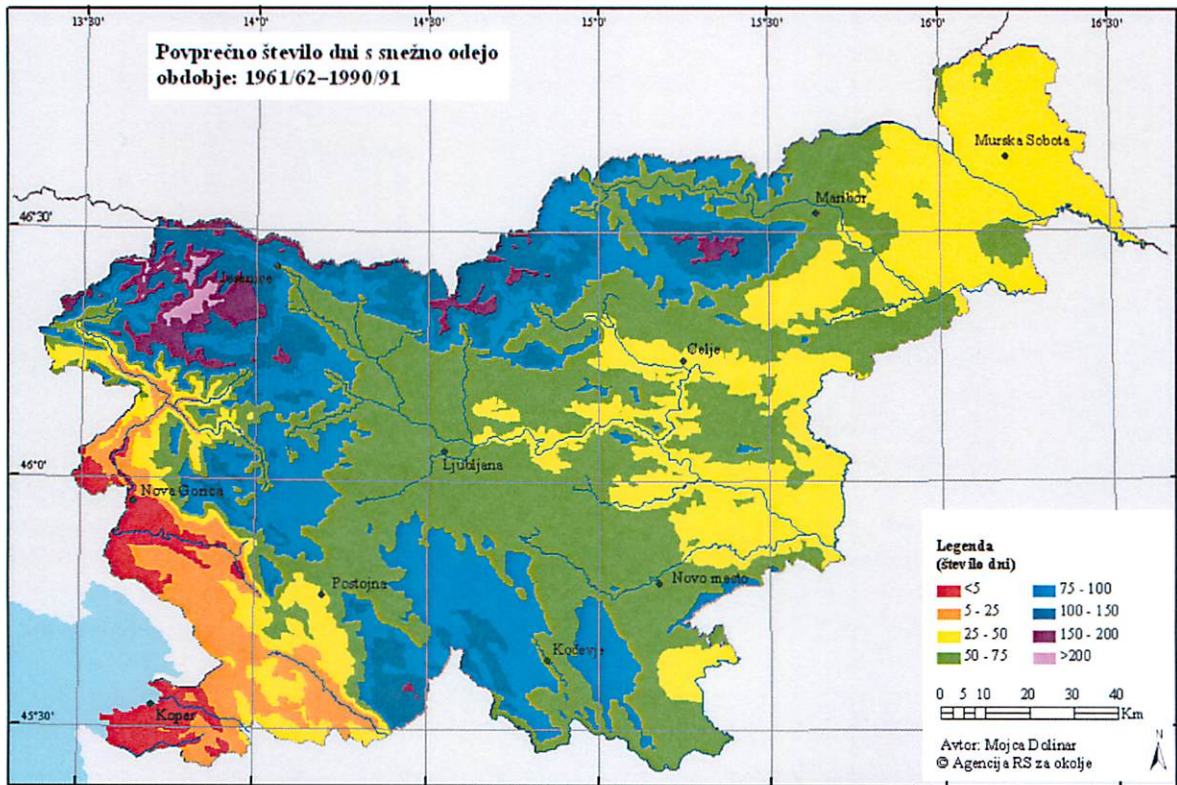 13°30'
14°0'
14°30'
15°0'
15°30'
16°0'
16°30'
Povprečno število dni s snežno odejo
obdobje: 1961/62–1990/91
Murska Sobota
Maribor
46°30'
Jesenice
Celje
Ljubljana
46°0'
Nova Gorica
Postojna
Novo mesto
Kočevje
Koper
45°30'
Legenda
(število dni)
<5
5 - 25
25 - 50
50 - 75
75 - 100
100 - 150
150 - 200
>200
0 5 10 20 30 40
Km
N
Avtor: Mojca Dolinar
© Agencija RS za okolje